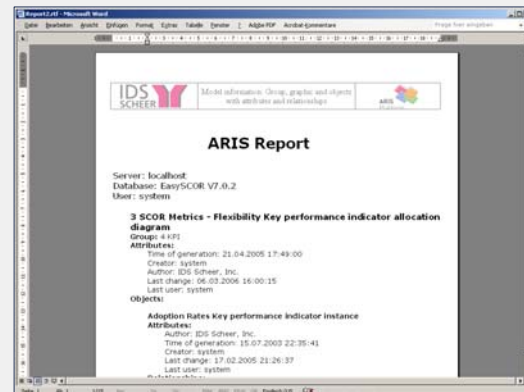 Report2.rtf - Microsoft Word
Datei Bearbeiten Ansicht Einfügen Format Extras Tabelle Fenster ? Adobe PDF Acrobat-Kommentare
Frage hier eingeben
IDS
SCHEER
Model information: Group, graphic and objects
with attributes and relationships
ARIS
ARIS Report
Server: localhost
Database: EasySCOR V7.0.2
User: system
3 SCOR Metrics - Flexibility Key performance indicator allocation
diagram
Group: 4 KPI
Attributes:
Time of generation: 21.04.2005 17:49:00
Creator: system
Author: IDS Scheer, Inc.
Last change: 06.03.2006 16:00:15
Last user: system
Objects:
Adoption Rates Key performance indicator instance
Attributes:
Author: IDS Scheer, Inc.
Time of generation: 15.07.2003 22:35:41
Creator: system
Last change: 17.02.2005 21:26:37
Last user: system